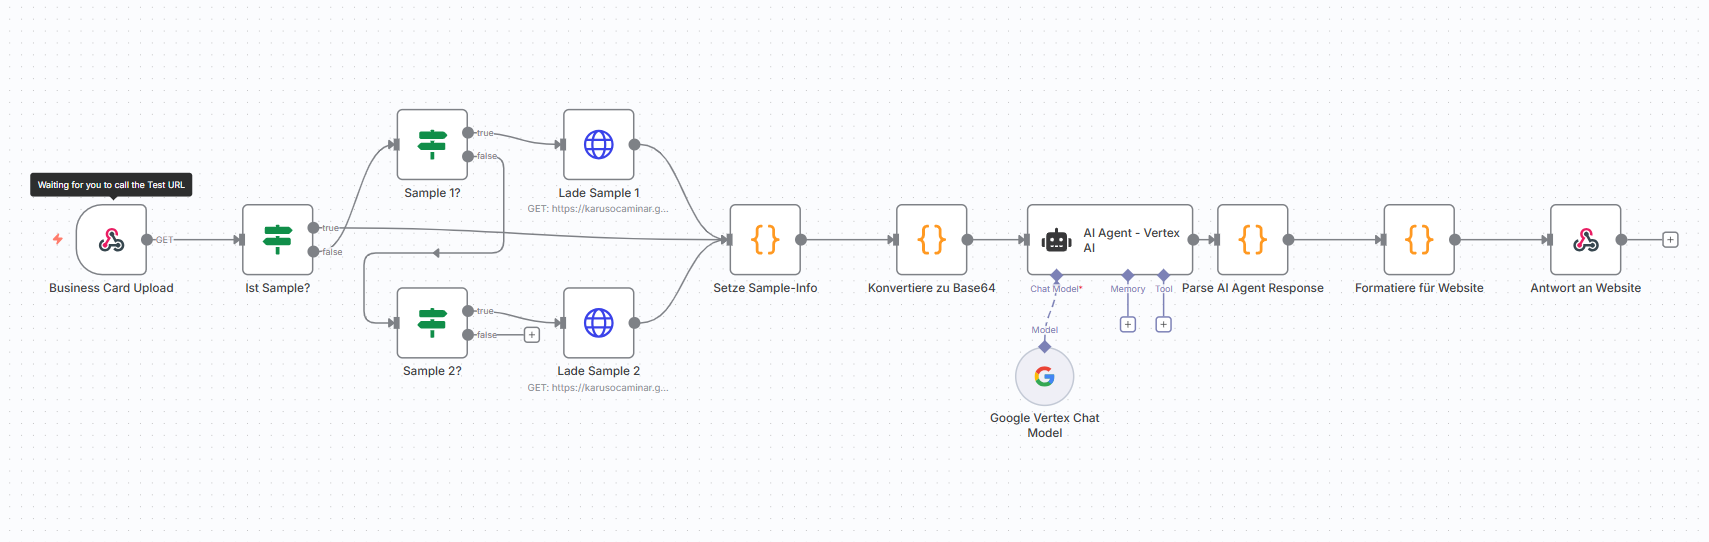 Waiting for you to call the Test URL
GET
Business Card Upload
true
false
Ist Sample?
true
false
Sample 1?
Lade Sample 1
GET: https://karusocaminar.g...
true
false
Sample 2?
Lade Sample 2
GET: https://karusocaminar.g...
Setze Sample-Info
Konvertiere zu Base64
AI Agent - Vertex
AI
Chat Model*
Memory
Tool
Model
Google Vertex Chat
Model
Parse AI Agent Response
Formatiere für Website
Antwort an Website